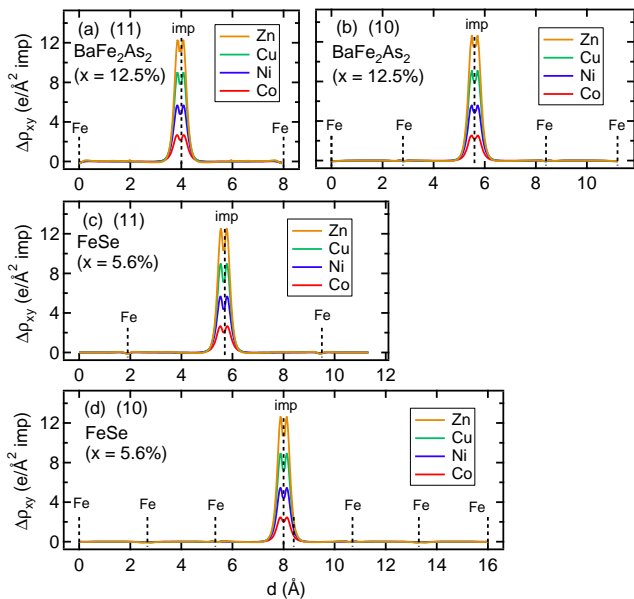 (a) (11)
BaFe₂As₂
(x = 12.5%)
imp
Zn
Cu
Ni
Co
Fe
Fe
Δρxy (e/Å² imp)
12
8
4
0
0
2
4
6
8
(b) (10)
BaFe₂As₂
(x = 12.5%)
imp
Zn
Cu
Ni
Co
Fe
Fe
Fe
Fe
0
2
4
6
8
10
(c) (11)
FeSe
(x = 5.6%)
imp
Zn
Cu
Ni
Co
Fe
Fe
Δρxy (e/Å² imp)
12
8
4
0
0
2
4
6
8
10
12
(d) (10)
FeSe
(x = 5.6%)
imp
Zn
Cu
Ni
Co
Fe
Fe
Fe
Fe
Fe
Fe
Δρxy (e/Å² imp)
12
8
4
0
0
2
4
6
8
10
12
14
16
d (Å)